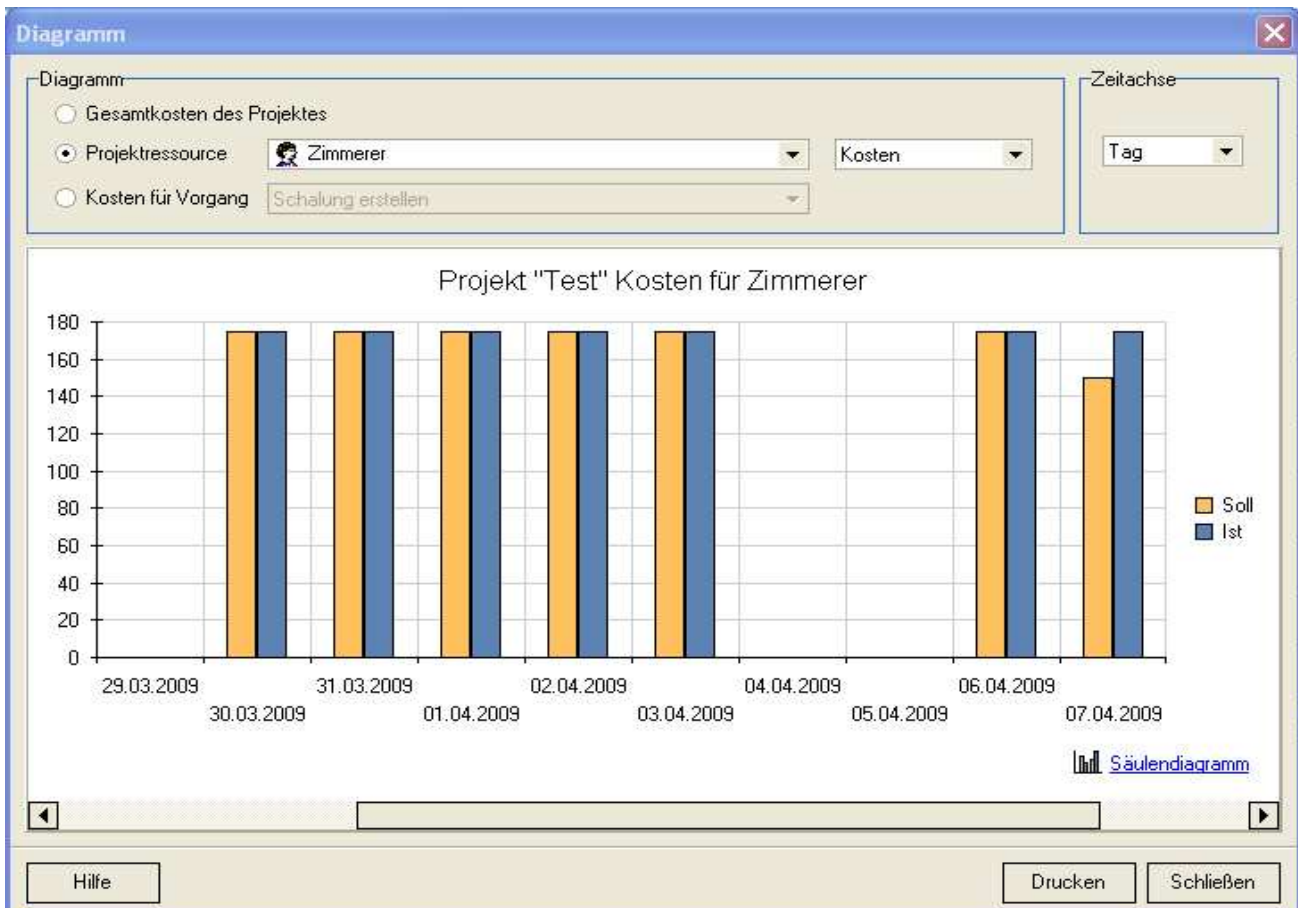 Diagramm
Diagramm
Zeitachse
Gesamtkosten des Projektes
Projektressource
Zimmerer
Kosten
Tag
Kosten für Vorgang
Schalung erstellen
Projekt "Test" Kosten für Zimmerer
180
160
140
120
100
80
60
40
20
0
Soll
Ist
29.03.2009
30.03.2009
31.03.2009
01.04.2009
02.04.2009
03.04.2009
04.04.2009
05.04.2009
06.04.2009
07.04.2009
Säulendiagramm
Hilfe
Drucken
Schließen